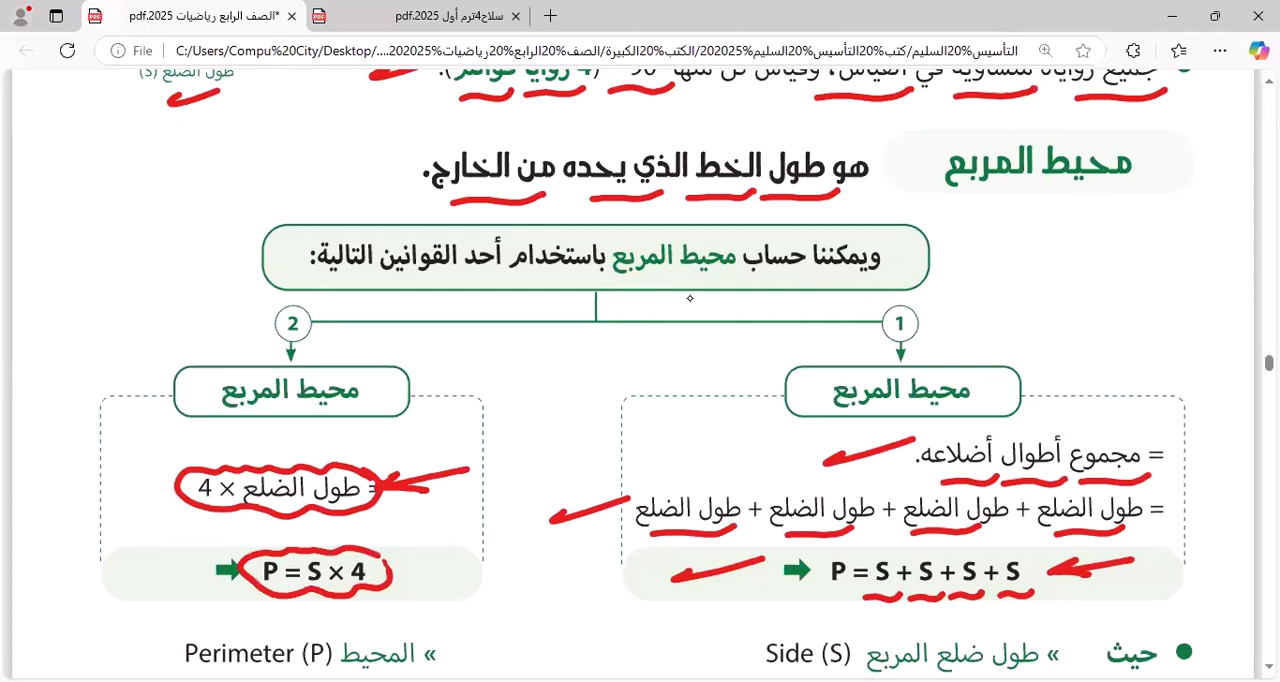 *الصف الرابع رياضيات 2025.pdf
سلاح4ترم أول 2025.pdf
File
C:/Users/Compu%20City/Desktop/....202025%التأسيس%20السليم/كتب%20التأسيس%20السليم%202025/الكتب%20الكبيرة/الصف%20الرابع%20رياضيات
طول الضلع (S)
محيط المربع
هو طول الخط الذي يحده من الخارج.
ويمكننا حساب محيط المربع باستخدام أحد القوانين التالية:
1
2
محيط المربع
= مجموع أطوال أضلاعه.
= طول الضلع + طول الضلع + طول الضلع + طول الضلع
P = S + S + S + S
محيط المربع
= طول الضلع × 4
P = S × 4
حيث » طول ضلع المربع Side (S)
» المحيط Perimeter (P)